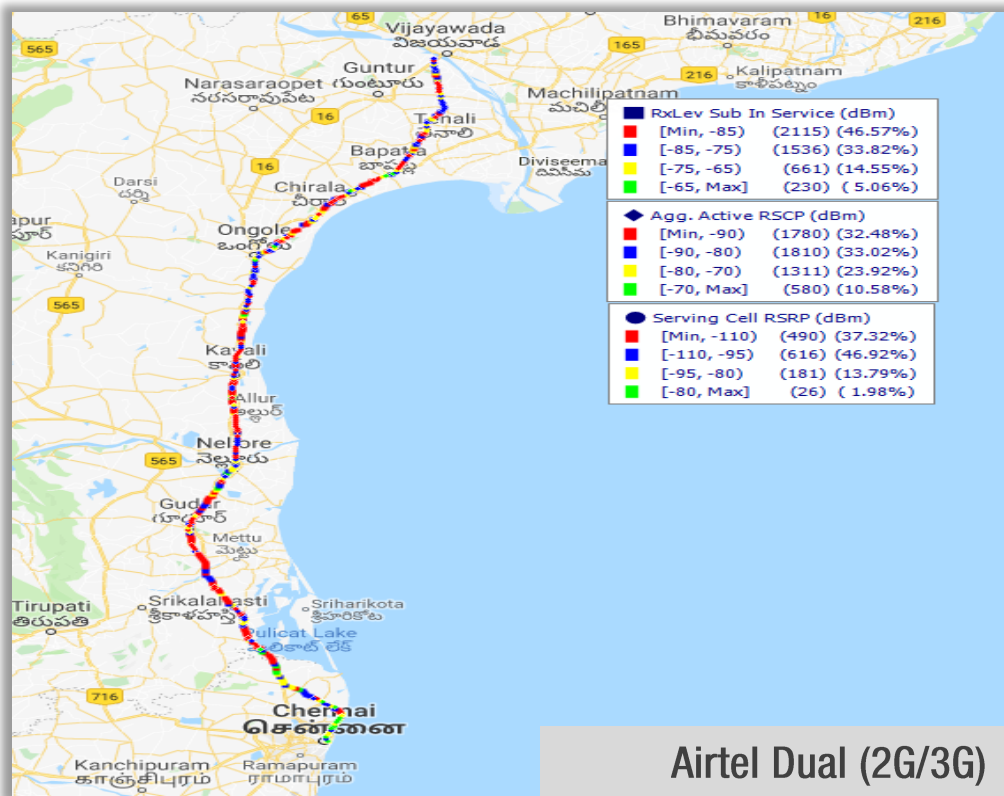 65
16
216
Vijayawada
విజయవాడ
Bhimavaram
భీమవరం
565
165
Guntur
గుంటూరు
216
Kalipatnam
కాళీపట్నం
Narasaraopet
నరసరావుపేట
Machilipatnam
మచిలీ
16
Tenali
నాలి
RxLev Sub In Service (dBm)
[Min, -85) (2115) (46.57%)
[-85, -75) (1536) (33.82%)
[-75, -65) (661) (14.55%)
[-65, Max] (230) ( 5.06%)
Bapatla
బాపట్ల
16
Diviseema
దివిసీమ
Darsi
దర్శి
Chirala
చీరాల
Agg. Active RSCP (dBm)
[Min, -90) (1780) (32.48%)
[-90, -80) (1810) (33.02%)
[-80, -70) (1311) (23.92%)
[-70, Max] (580) (10.58%)
apur
పూర్
Ongole
ఒంగోలు
Kanigiri
కనిగిరి
565
Serving Cell RSRP (dBm)
[Min, -110) (490) (37.32%)
[-110, -95) (616) (46.92%)
[-95, -80) (181) (13.79%)
[-80, Max] (26) ( 1.98%)
Kavali
కావలి
Allur
అల్లూర్
Nellore
నెల్లూరు
565
Gudur
గూడూర్
Mettu
మెట్టు
Tirupati
తిరుపతి
Srikalahasti
శ్రీకాళహస్తి
Sriharikota
శ్రీహరికోట
Pulicat Lake
పులికాట్ లేక్
716
Chennai
சென்னை
Kanchipuram
காஞ்சிபுரம்
Ramapuram
ராமாபுரம்
Airtel Dual (2G/3G)